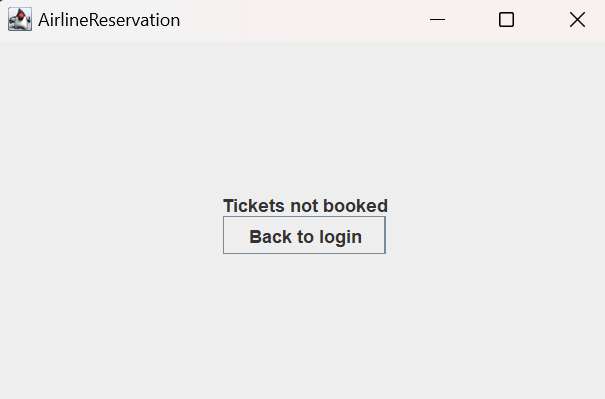 AirlineReservation
Tickets not booked
Back to login